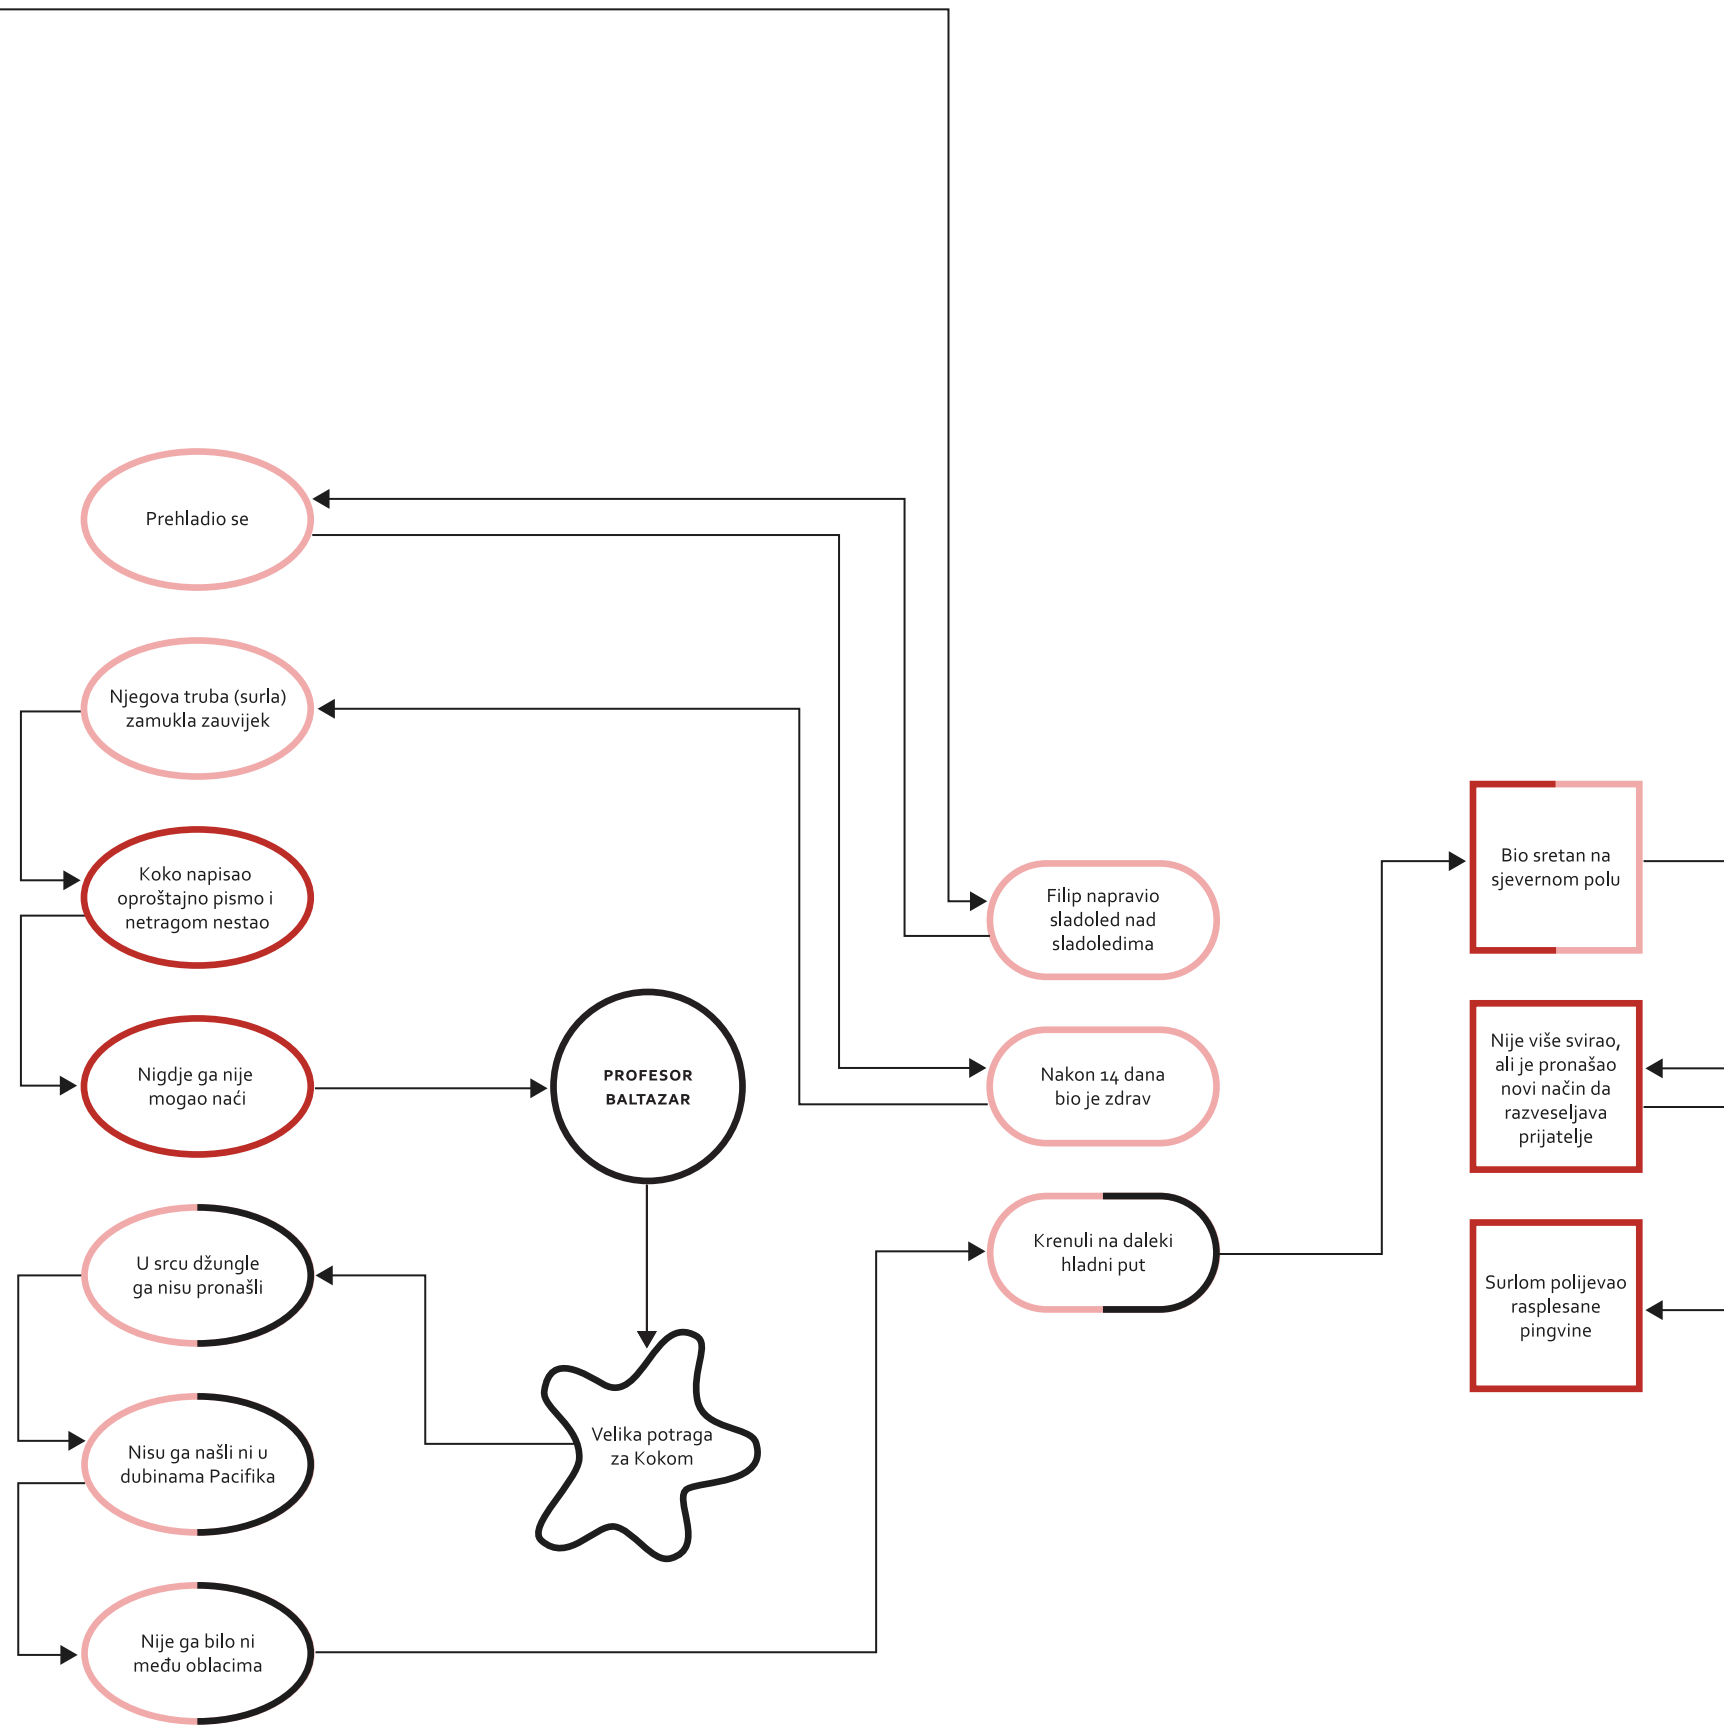 Prehladio se
Njegova truba (surla)
zamukla zauvijek
Koko napisao
oproštajno pismo i
netragom nestao
Nigdje ga nije
mogao naći
U srcu džungle
ga nisu pronašli
Nisu ga našli ni u
dubinama Pacifika
Nije ga bilo ni
među oblacima
PROFESOR
BALTAZAR
Velika potraga
za Kokom
Filip napravio
sladoled nad
sladoledima
Nakon 14 dana
bio je zdrav
Krenuli na daleki
hladni put
Bio sretan na
sjevernom polu
Nije više svirao,
ali je pronašao
novi način da
razveseljava
prijatelje
Surlom polijevao
rasplesane
pingvine